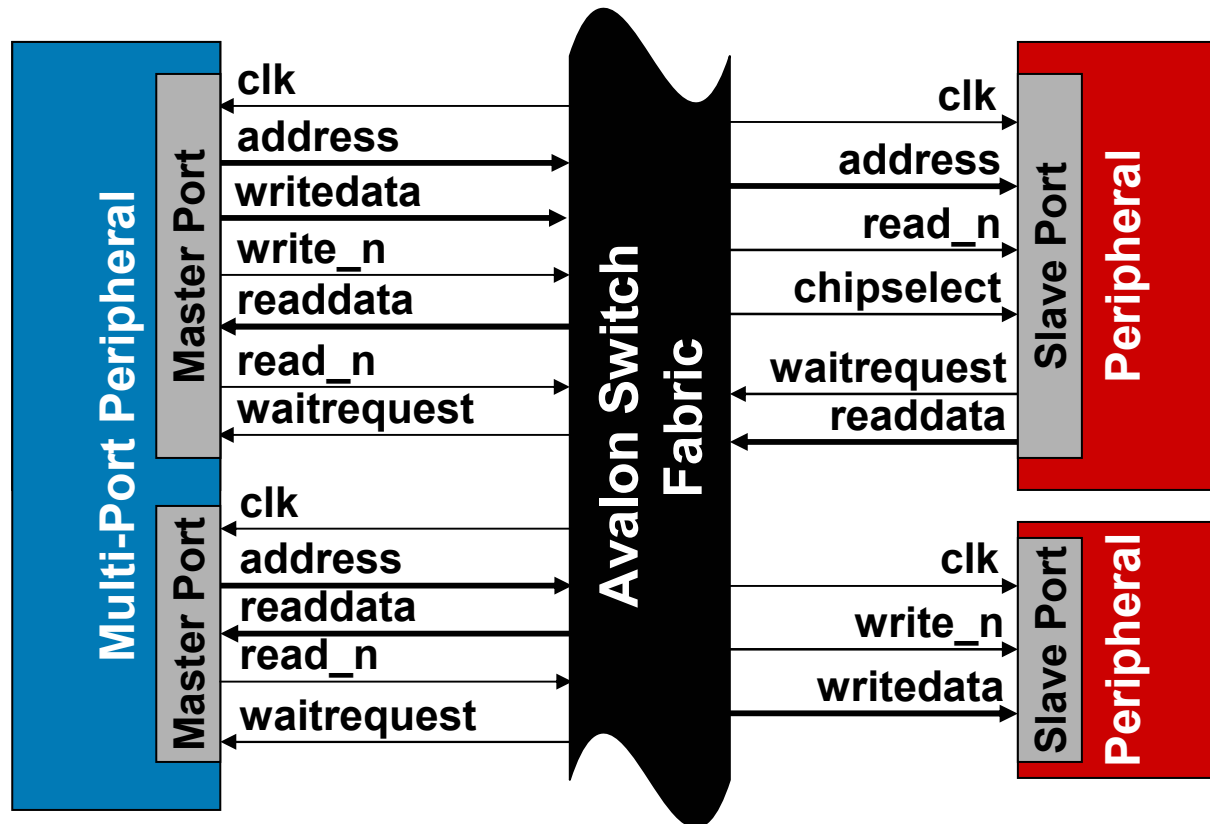 Multi-Port Peripheral
Master Port
clk
address
writedata
write_n
readdata
read_n
waitrequest
Master Port
clk
address
readdata
read_n
waitrequest
Avalon Switch
Fabric
clk
address
read_n
chipselect
waitrequest
readdata
Slave Port
Peripheral
clk
write_n
writedata
Slave Port
Peripheral